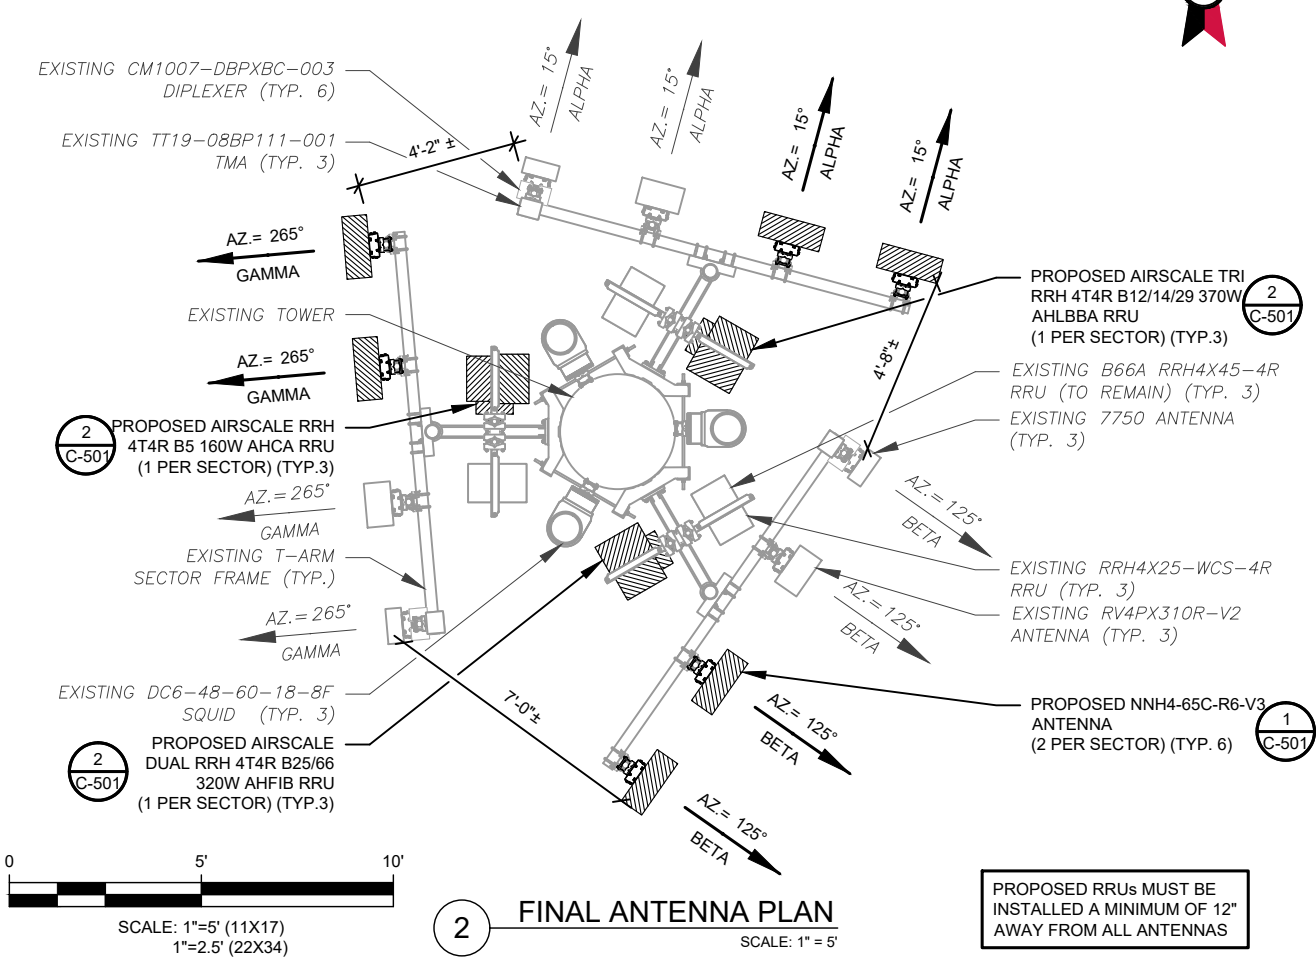 EXISTING CM1007-DBPXBC-003
DIPLEXER (TYP. 6)
EXISTING TT19-08BP111-001
TMA (TYP. 3)
4'-2" ±
AZ.= 15°
ALPHA
AZ.= 15°
ALPHA
AZ.= 15°
ALPHA
AZ.= 15°
ALPHA
AZ.= 265°
GAMMA
EXISTING TOWER
AZ.= 265°
GAMMA
2
C-501
PROPOSED AIRSCALE RRH
4T4R B5 160W AHCA RRU
(1 PER SECTOR) (TYP.3)
AZ.= 265°
GAMMA
EXISTING T-ARM
SECTOR FRAME (TYP.)
AZ.= 265°
GAMMA
EXISTING DC6-48-60-18-8F
SQUID (TYP. 3)
7'-0"±
2
C-501
PROPOSED AIRSCALE
DUAL RRH 4T4R B25/66
320W AHFIB RRU
(1 PER SECTOR) (TYP.3)
PROPOSED AIRSCALE TRI
RRH 4T4R B12/14/29 370W
AHLBBA RRU
(1 PER SECTOR) (TYP.3)
2
C-501
4'-8"±
EXISTING B66A RRH4X45-4R
RRU (TO REMAIN) (TYP. 3)
EXISTING 7750 ANTENNA
(TYP. 3)
AZ.= 125°
BETA
EXISTING RRH4X25-WCS-4R
RRU (TYP. 3)
AZ.= 125°
BETA
EXISTING RV4PX310R-V2
ANTENNA (TYP. 3)
PROPOSED NNH4-65C-R6-V3
ANTENNA
(2 PER SECTOR) (TYP. 6)
1
C-501
AZ.= 125°
BETA
AZ.= 125°
BETA
0 5' 10'
SCALE: 1"=5' (11X17)
1"=2.5' (22X34)
2
FINAL ANTENNA PLAN
SCALE: 1" = 5'
PROPOSED RRUs MUST BE
INSTALLED A MINIMUM OF 12"
AWAY FROM ALL ANTENNAS